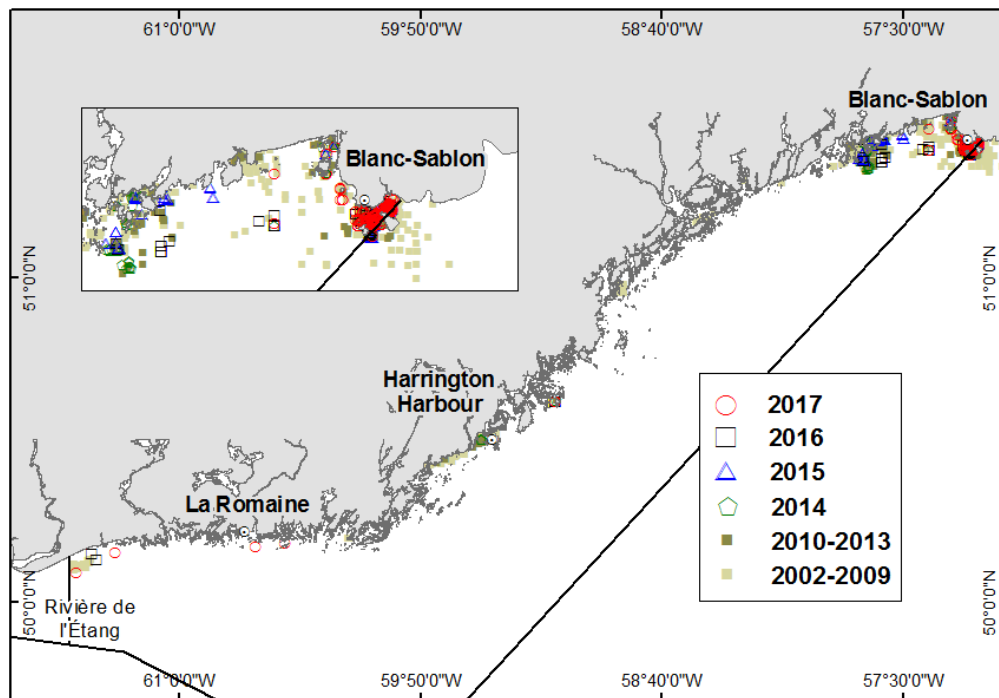 61°0'0"W 59°50'0"W 58°40'0"W 57°30'0"W
Blanc-Sablon
Blanc-Sablon
51°0'0"N
51°0'0"N
Harrington
Harbour
2017
2016
2015
2014
2010-2013
2002-2009
La Romaine
50°0'0"N
50°0'0"N
Rivière de
l'Étang
61°0'0"W 59°50'0"W 58°40'0"W 57°30'0"W